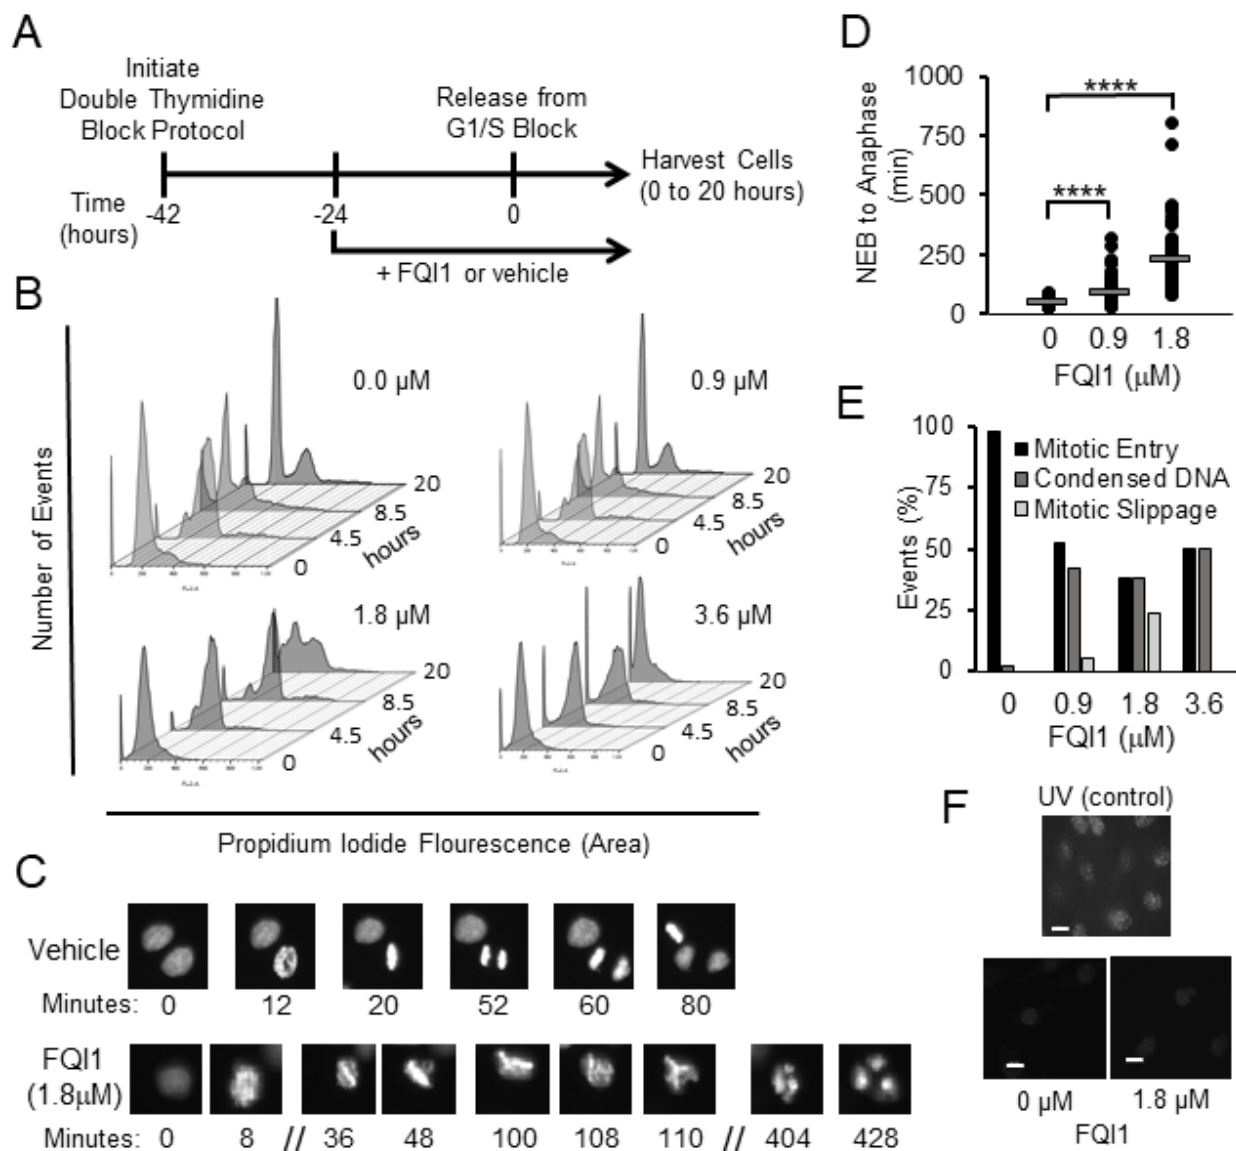 A
Initiate
Double Thymidine
Block Protocol
Release from
G1/S Block
Harvest Cells
(0 to 20 hours)
Time
(hours)
-42
-24
0
+ FQI1 or vehicle
B
Number of Events
0.0 µM
0
4.5
8.5
20
hours
0.9 µM
0
4.5
8.5
20
hours
1.8 µM
0
4.5
8.5
20
hours
3.6 µM
0
4.5
8.5
20
hours
Propidium Iodide Flourescence (Area)
C
Vehicle
Minutes: 0 12 20 52 60 80
FQI1
(1.8µM)
Minutes: 0 8 // 36 48 100 108 110 // 404 428
D
NEB to Anaphase
(min)
1000
750
500
250
0
****
****
0 0.9 1.8
FQI1 (µM)
E
Events (%)
100
75
50
25
0
Mitotic Entry
Condensed DNA
Mitotic Slippage
0 0.9 1.8 3.6
FQI1 (µM)
F
UV (control)
0 µM 1.8 µM
FQI1